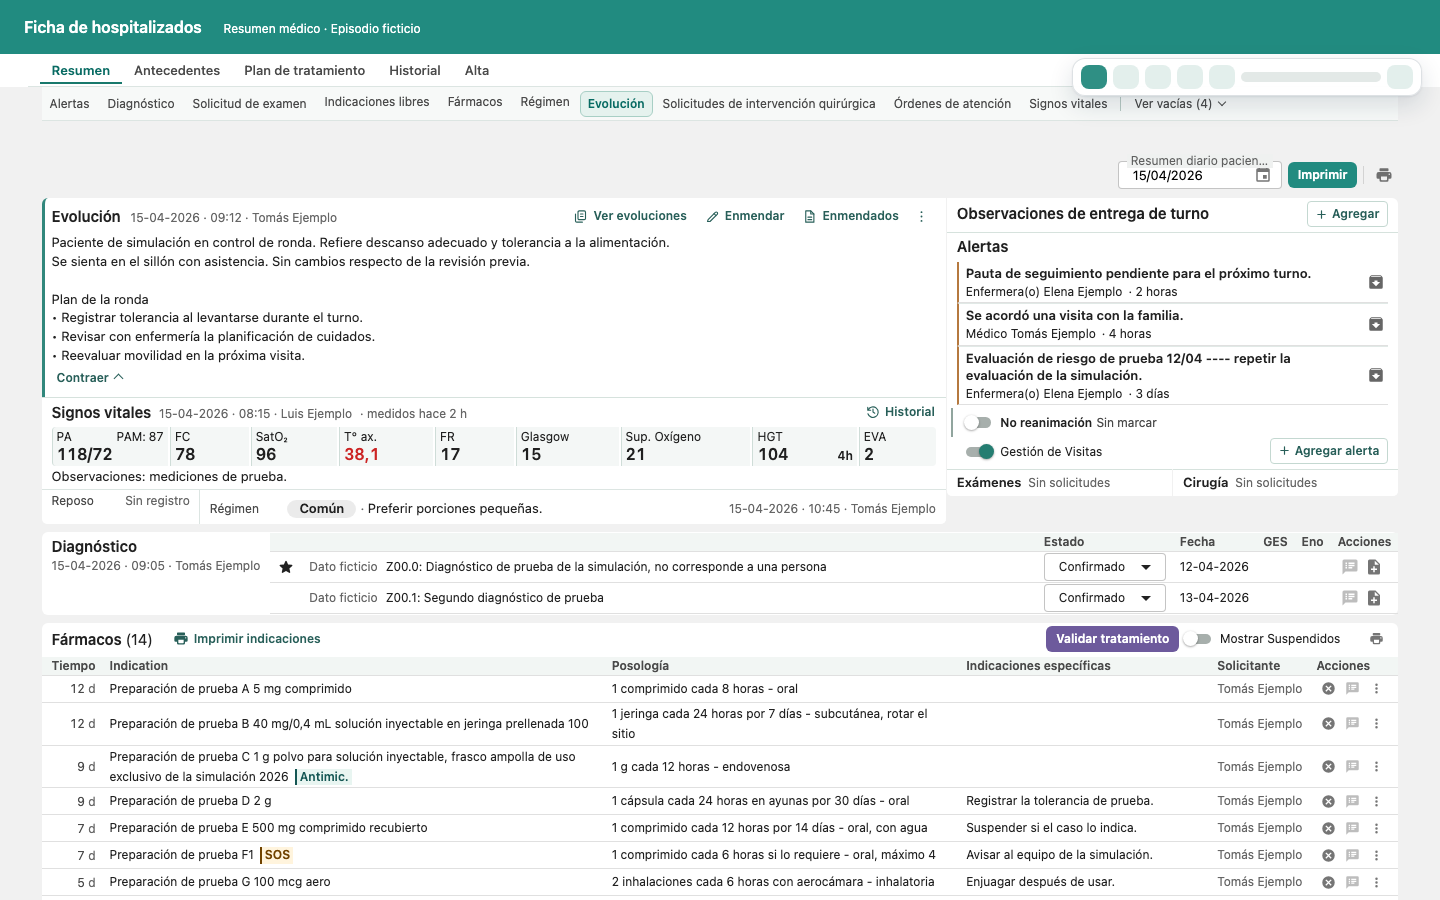 Ficha de hospitalizados
Resumen médico · Episodio ficticio
Resumen
Antecedentes
Plan de tratamiento
Historial
Alta
Alertas
Diagnóstico
Solicitud de examen
Indicaciones libres
Fármacos
Régimen
Evolución
Solicitudes de intervención quirúrgica
Órdenes de atención
Signos vitales
Ver vacías (4)
Resumen diario pacien...
15/04/2026
Imprimir
Evolución 15-04-2026 · 09:12 · Tomás Ejemplo
Ver evoluciones
Enmendar
Enmendados
Paciente de simulación en control de ronda. Refiere descanso adecuado y tolerancia a la alimentación.
Se sienta en el sillón con asistencia. Sin cambios respecto de la revisión previa.
Plan de la ronda
• Registrar tolerancia al levantarse durante el turno.
• Revisar con enfermería la planificación de cuidados.
• Reevaluar movilidad en la próxima visita.
Contraer
Signos vitales 15-04-2026 · 08:15 · Luis Ejemplo · medidos hace 2 h
Historial
PA PAM: 87
118/72
FC
78
SatO₂
96
T° ax.
38,1
FR
17
Glasgow
15
Sup. Oxígeno
21
HGT
104 4h
EVA
2
Observaciones: mediciones de prueba.
Reposo Sin registro
Régimen Común · Preferir porciones pequeñas. 15-04-2026 · 10:45 · Tomás Ejemplo
Observaciones de entrega de turno
+ Agregar
Alertas
Pauta de seguimiento pendiente para el próximo turno.
Enfermera(o) Elena Ejemplo · 2 horas
Se acordó una visita con la familia.
Médico Tomás Ejemplo · 4 horas
Evaluación de riesgo de prueba 12/04 ---- repetir la
evaluación de la simulación.
Enfermera(o) Elena Ejemplo · 3 días
No reanimación Sin marcar
Gestión de Visitas
+ Agregar alerta
Exámenes Sin solicitudes
Cirugía Sin solicitudes
Diagnóstico
15-04-2026 · 09:05 · Tomás Ejemplo
Estado Fecha GES Eno Acciones
Dato ficticio Z00.0: Diagnóstico de prueba de la simulación, no corresponde a una persona Confirmado 12-04-2026
Dato ficticio Z00.1: Segundo diagnóstico de prueba Confirmado 13-04-2026
Fármacos (14)
Imprimir indicaciones
Validar tratamiento
Mostrar Suspendidos
Tiempo Indication Posología Indicaciones específicas Solicitante Acciones
12 d Preparación de prueba A 5 mg comprimido 1 comprimido cada 8 horas - oral Tomás Ejemplo
12 d Preparación de prueba B 40 mg/0,4 mL solución inyectable en jeringa prellenada 100
1 jeringa cada 24 horas por 7 días - subcutánea, rotar el
sitio
Tomás Ejemplo
9 d Preparación de prueba C 1 g polvo para solución inyectable, frasco ampolla de uso
exclusivo de la simulación 2026 Antimic.
1 g cada 12 horas - endovenosa
Tomás Ejemplo
9 d Preparación de prueba D 2 g 1 cápsula cada 24 horas en ayunas por 30 días - oral Registrar la tolerancia de prueba. Tomás Ejemplo
7 d Preparación de prueba E 500 mg comprimido recubierto 1 comprimido cada 12 horas por 14 días - oral, con agua Suspender si el caso lo indica. Tomás Ejemplo
7 d Preparación de prueba F1 SOS 1 comprimido cada 6 horas si lo requiere - oral, máximo 4 Avisar al equipo de la simulación. Tomás Ejemplo
5 d Preparación de prueba G 100 mcg aero 2 inhalaciones cada 6 horas con aerocámara - inhalatoria Enjuagar después de usar. Tomás Ejemplo